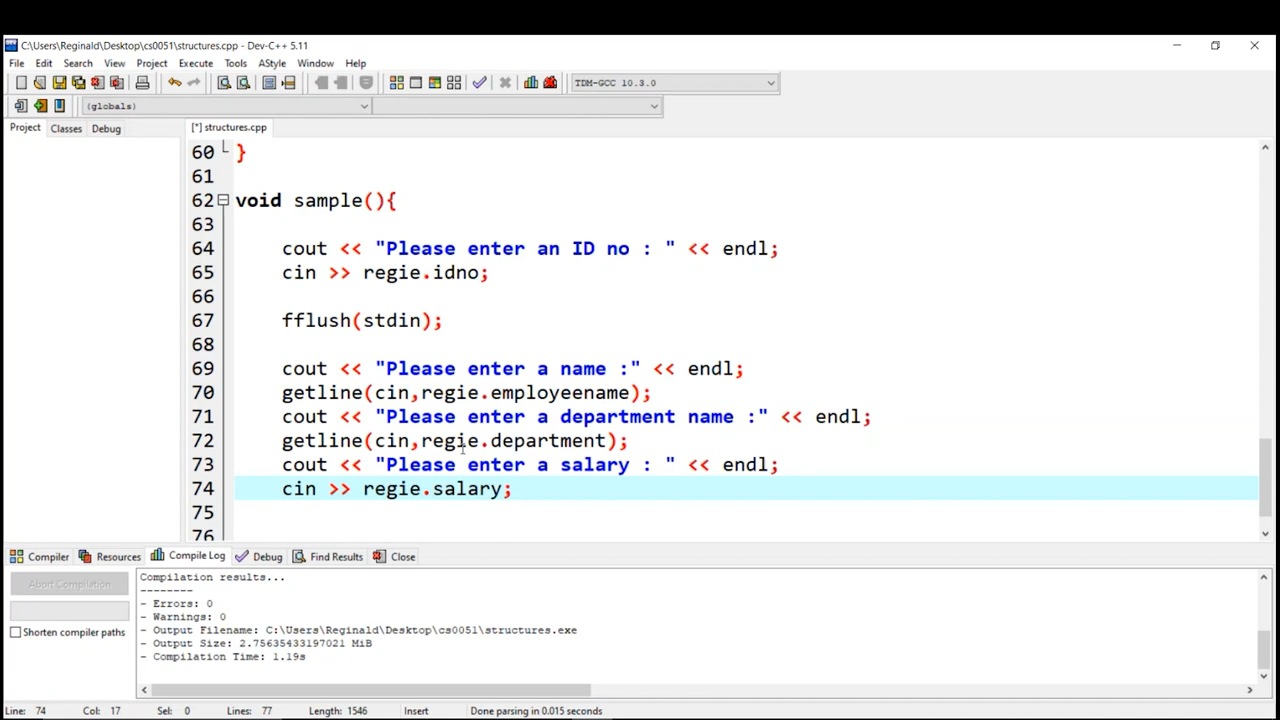 C:\Users\Reginald\Desktop\cs0051\structures.cpp - Dev-C++ 5.11
File Edit Search View Project Execute Tools AStyle Window Help
TDM-GCC 10.3.0
(globals)
Project Classes Debug
[*] structures.cpp
60 }
61
62 void sample(){
63
64 cout << "Please enter an ID no : " << endl;
65 cin >> regie.idno;
66
67 fflush(stdin);
68
69 cout << "Please enter a name :" << endl;
70 getline(cin,regie.employeename);
71 cout << "Please enter a department name :" << endl;
72 getline(cin,regie.department);
73 cout << "Please enter a salary : " << endl;
74 cin >> regie.salary;
75
76
Compiler Resources Compile Log Debug Find Results Close
Abort Compilation
Shorten compiler paths
Compilation results...
--------
- Errors: 0
- Warnings: 0
- Output Filename: C:\Users\Reginald\Desktop\cs0051\structures.exe
- Output Size: 2.75635433197021 MiB
- Compilation Time: 1.19s
Line: 74 Col: 17 Sel: 0 Lines: 77 Length: 1546 Insert Done parsing in 0.015 seconds